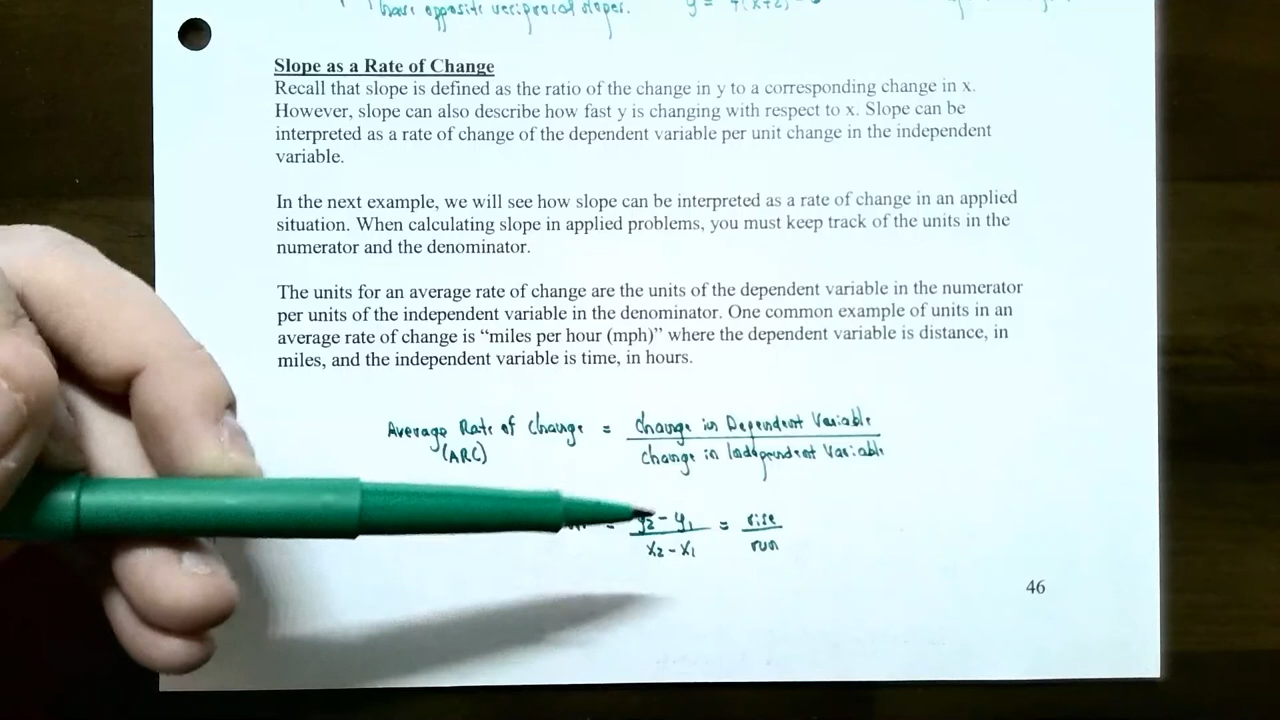 have opposite reciprocal slopes.
Slope as a Rate of Change
Recall that slope is defined as the ratio of the change in y to a corresponding change in x.
However, slope can also describe how fast y is changing with respect to x. Slope can be
interpreted as a rate of change of the dependent variable per unit change in the independent
variable.
In the next example, we will see how slope can be interpreted as a rate of change in an applied
situation. When calculating slope in applied problems, you must keep track of the units in the
numerator and the denominator.
The units for an average rate of change are the units of the dependent variable in the numerator
per units of the independent variable in the denominator. One common example of units in an
average rate of change is “miles per hour (mph)” where the dependent variable is distance, in
miles, and the independent variable is time, in hours.
Average Rate of Change = Change in Dependent Variable
(ARC) Change in Independent Variable
= y₂ - y₁ = rise
x₂ - x₁ run
46